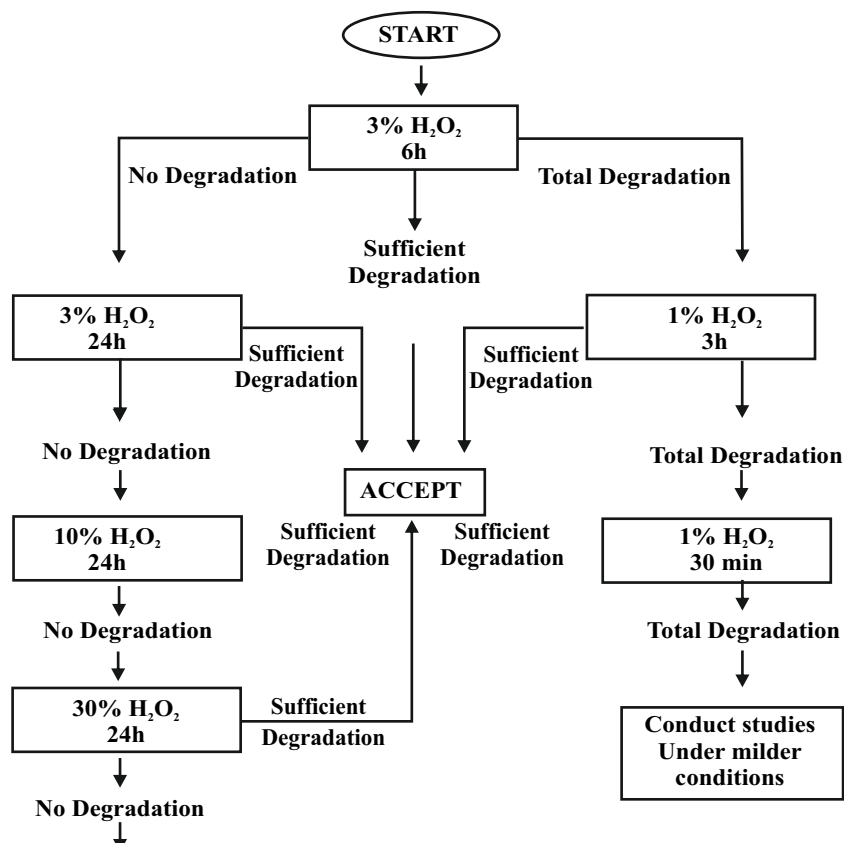 START
3% H₂O₂
6h
No Degradation
Total Degradation
Sufficient
Degradation
3% H₂O₂
24h
1% H₂O₂
3h
Sufficient
Degradation
Sufficient
Degradation
No Degradation
Total Degradation
ACCEPT
10% H₂O₂
24h
Sufficient
Degradation
Sufficient
Degradation
1% H₂O₂
30 min
No Degradation
Total Degradation
30% H₂O₂
24h
Sufficient
Degradation
Conduct studies
Under milder
conditions
No Degradation